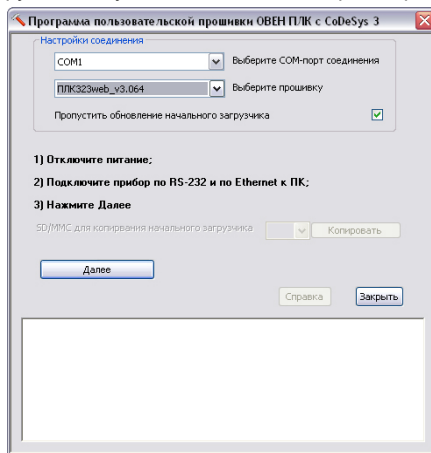 Программа пользовательской прошивки ОВЕН ПЛК с CoDeSys 3
Настройки соединения
COM1 Выберите COM-порт соединения
ПЛК323web_v3.064 Выберите прошивку
Пропустить обновление начального загрузчика
1) Отключите питание;
2) Подключите прибор по RS-232 и по Ethernet к ПК;
3) Нажмите Далее
SD/MMC для копирвания начального загрузчика Копировать
Далее
Справка Закрыть